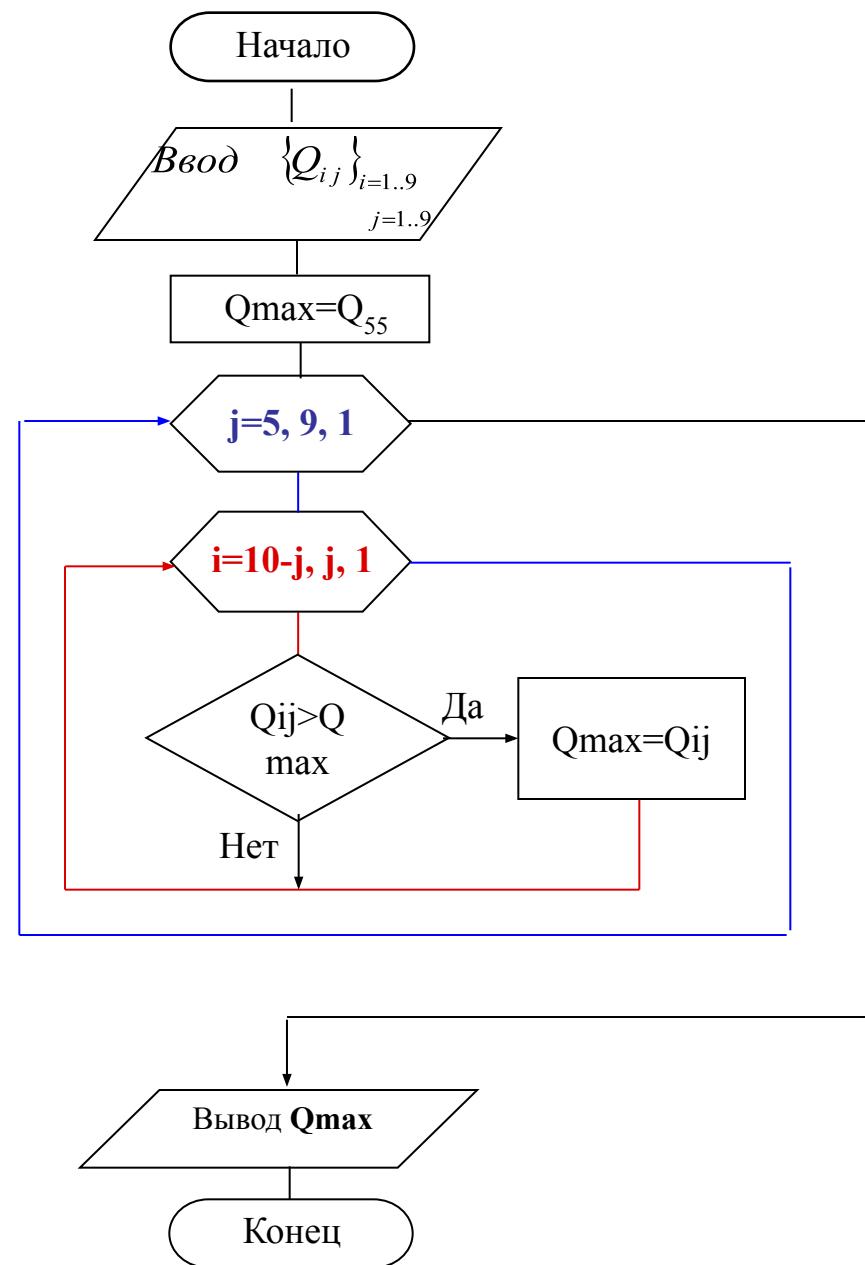 Начало
Ввод {Q i j} i=1..9
j=1..9
Qmax=Q55
j=5, 9, 1
i=10-j, j, 1
Qij>Q
max
Да
Qmax=Qij
Нет
Вывод Qmax
Конец